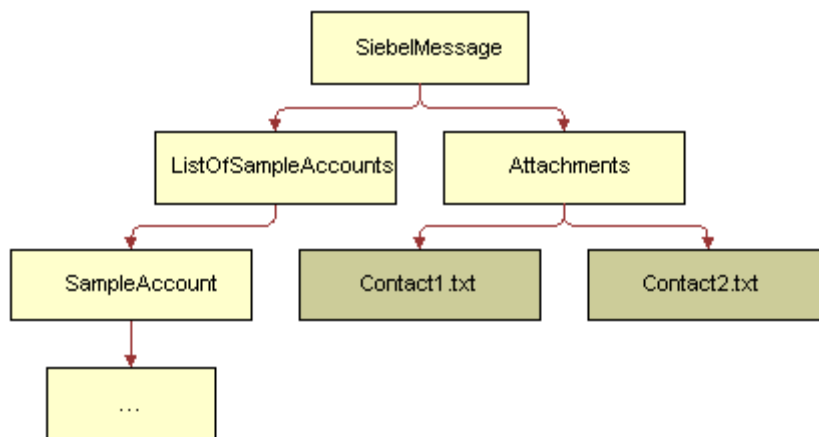 SiebelMessage
ListOfSampleAccounts
Attachments
SampleAccount
Contact1.txt
Contact2.txt
...